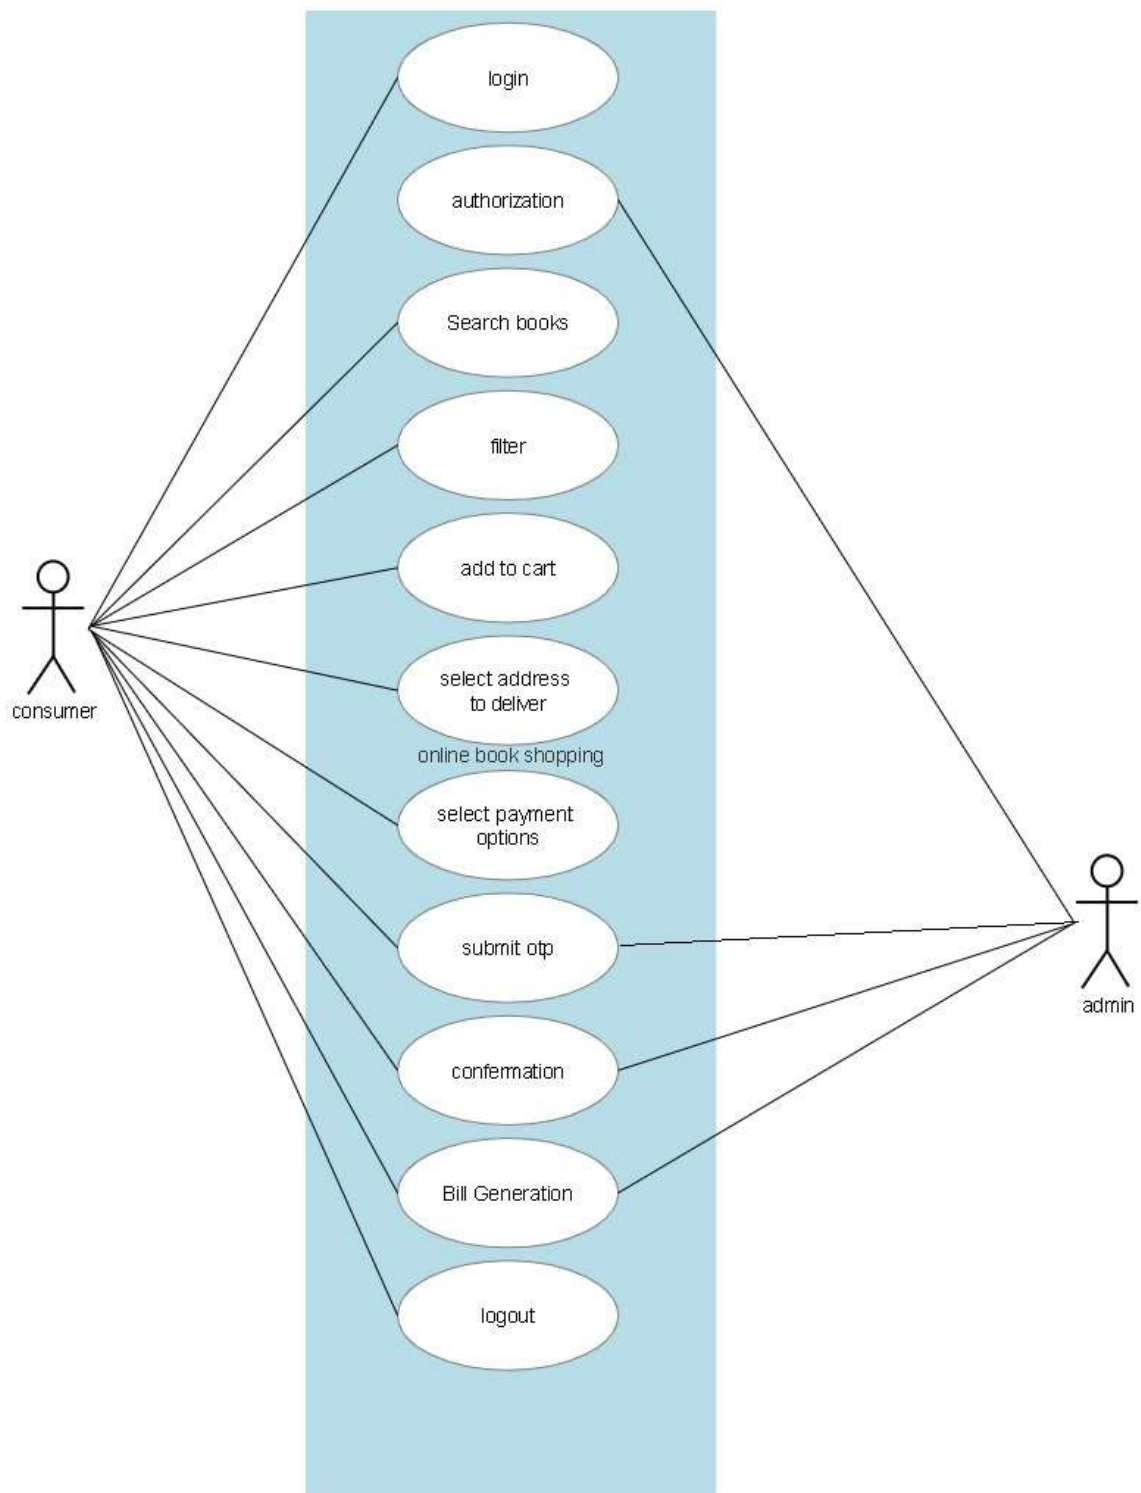 login
authorization
Search books
filter
add to cart
select address
to deliver
consumer
online book shopping
select payment
options
submit otp
admin
confermation
Bill Generation
logout